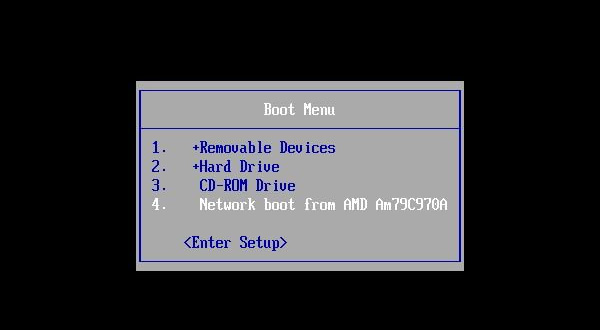 Boot Menu
1. +Removable Devices
2. +Hard Drive
3. CD-ROM Drive
4. Network boot from AMD Am79C970A
<Enter Setup>